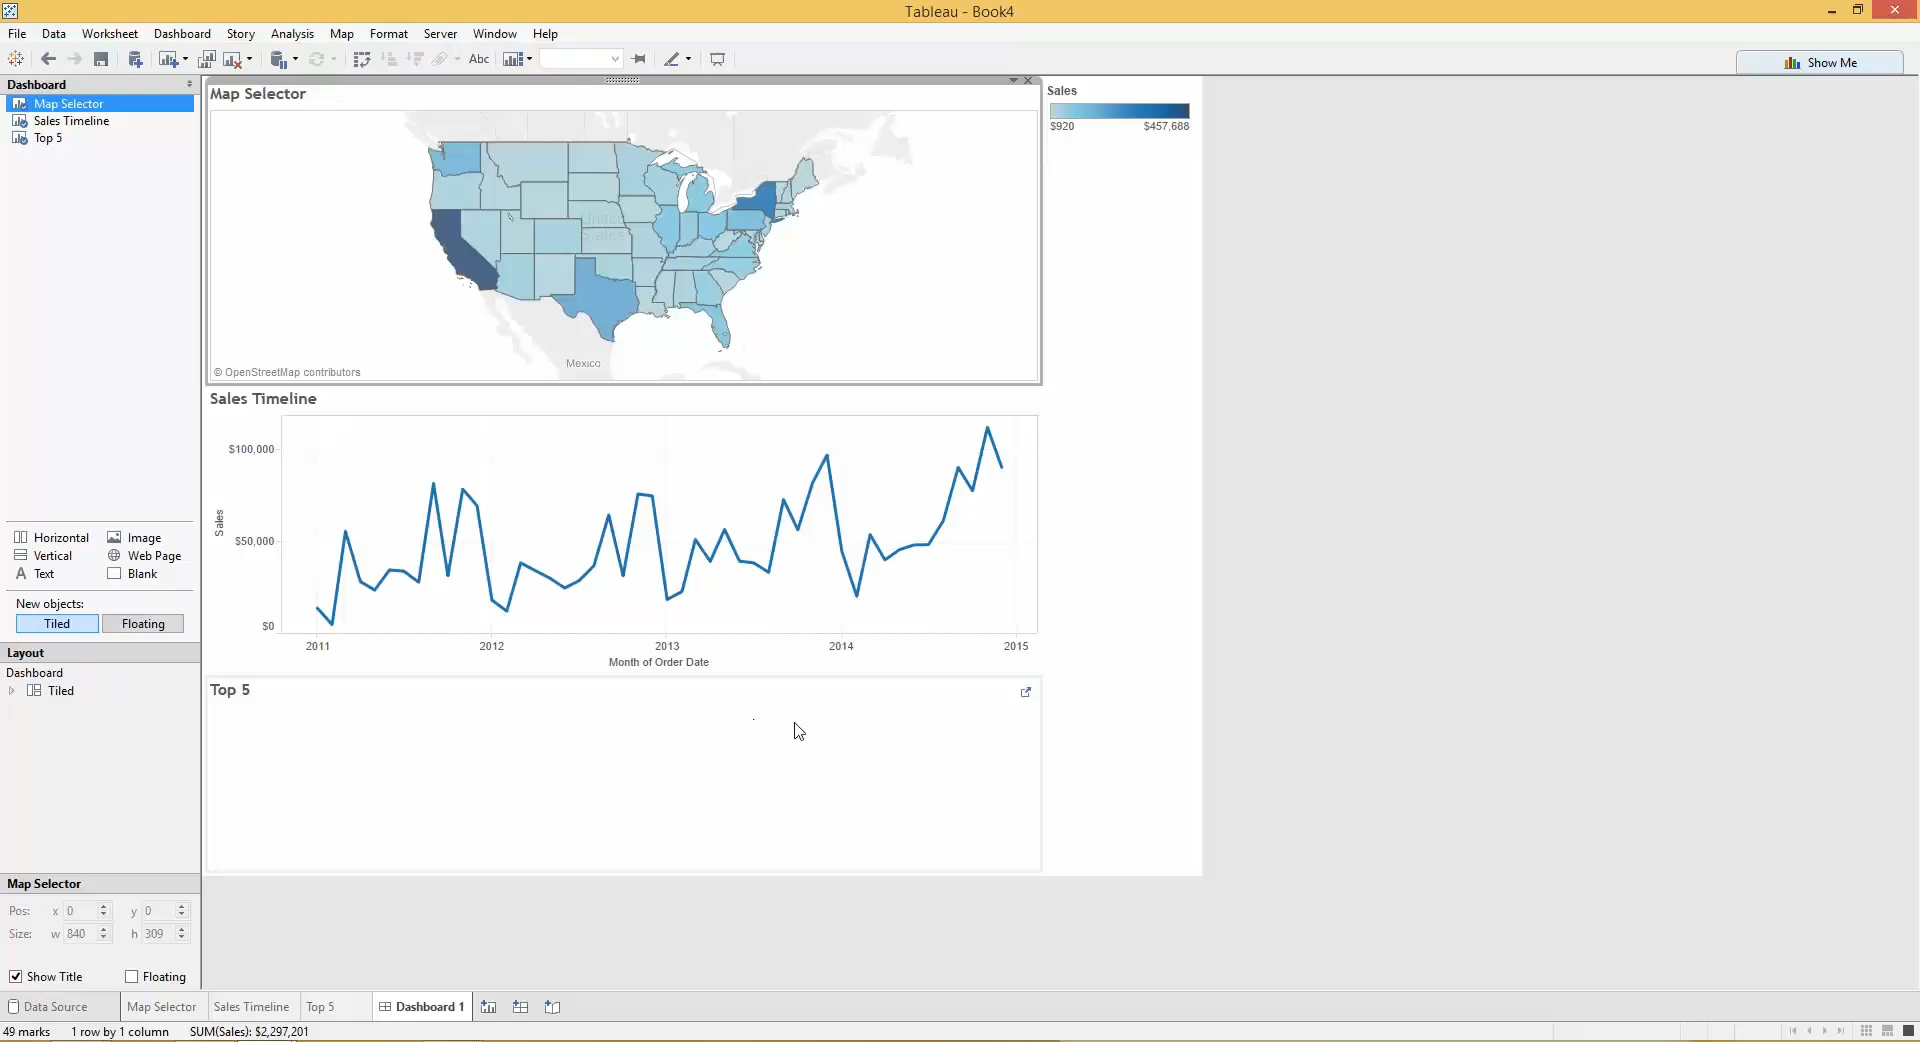 Tableau - Book4
File Data Worksheet Dashboard Story Analysis Map Format Server Window Help
Abc
Show Me
Dashboard
Map Selector
Sales Timeline
Top 5
Horizontal Image
Vertical Web Page
A Text Blank
New objects:
Tiled Floating
Layout
Dashboard
Tiled
Map Selector
Pos: x 0 y 0
Size: w 840 h 309
Show Title Floating
Map Selector
United
States
Mexico
© OpenStreetMap contributors
Sales
$920 $457,688
Sales Timeline
$100,000
$50,000
$0
Sales
2011 2012 2013 2014 2015
Month of Order Date
Top 5
Data Source Map Selector Sales Timeline Top 5 Dashboard 1
49 marks 1 row by 1 column SUM(Sales): $2,297,201